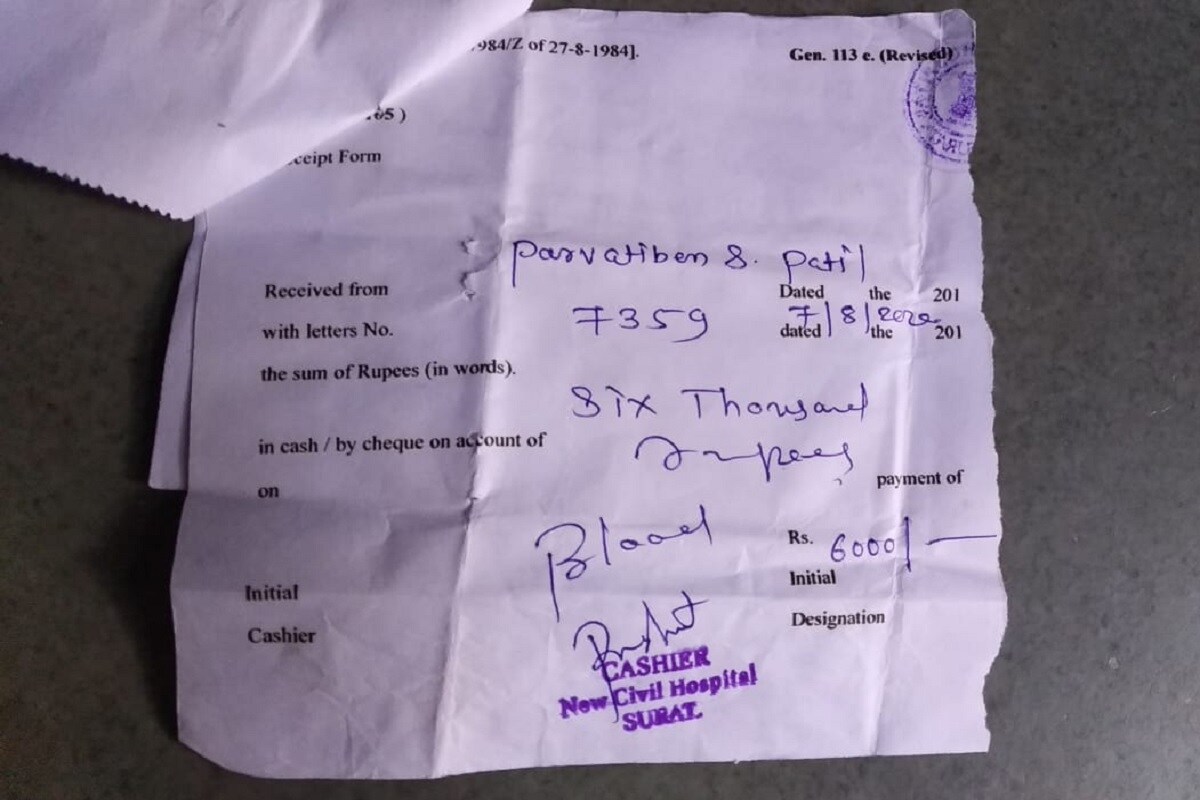 984/Z of 27-8-1984].
Gen. 113 e. (Revised)
05 )
ceipt Form
Parvatiben S. Patil
Received from
Dated the 201
with letters No. 7359
7/8/2020
dated the 201
the sum of Rupees (in words).
Six Thousand
in cash / by cheque on account of
rupees
on
payment of
Blood
Rs. 6000/-
Initial
Initial
Cashier
Designation
CASHIER
New Civil Hospital
SURAT.